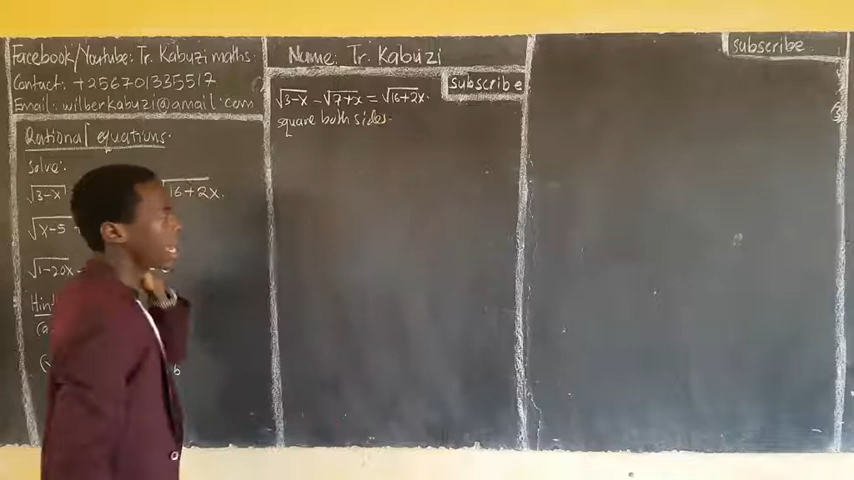 Facebook/Youtube: Tr. Kabuzi maths.
Contact: +256701335517
Email: wilberkabuzi@gmail.com
Rational equations.
Solve:
√3-x √16+2x.
√x-5
√1-20x
Hint
(a
b
Name: Tr. Kabuzi
subscribe
√3-x - √7+x = √16+2x.
square both sides.
subscribe